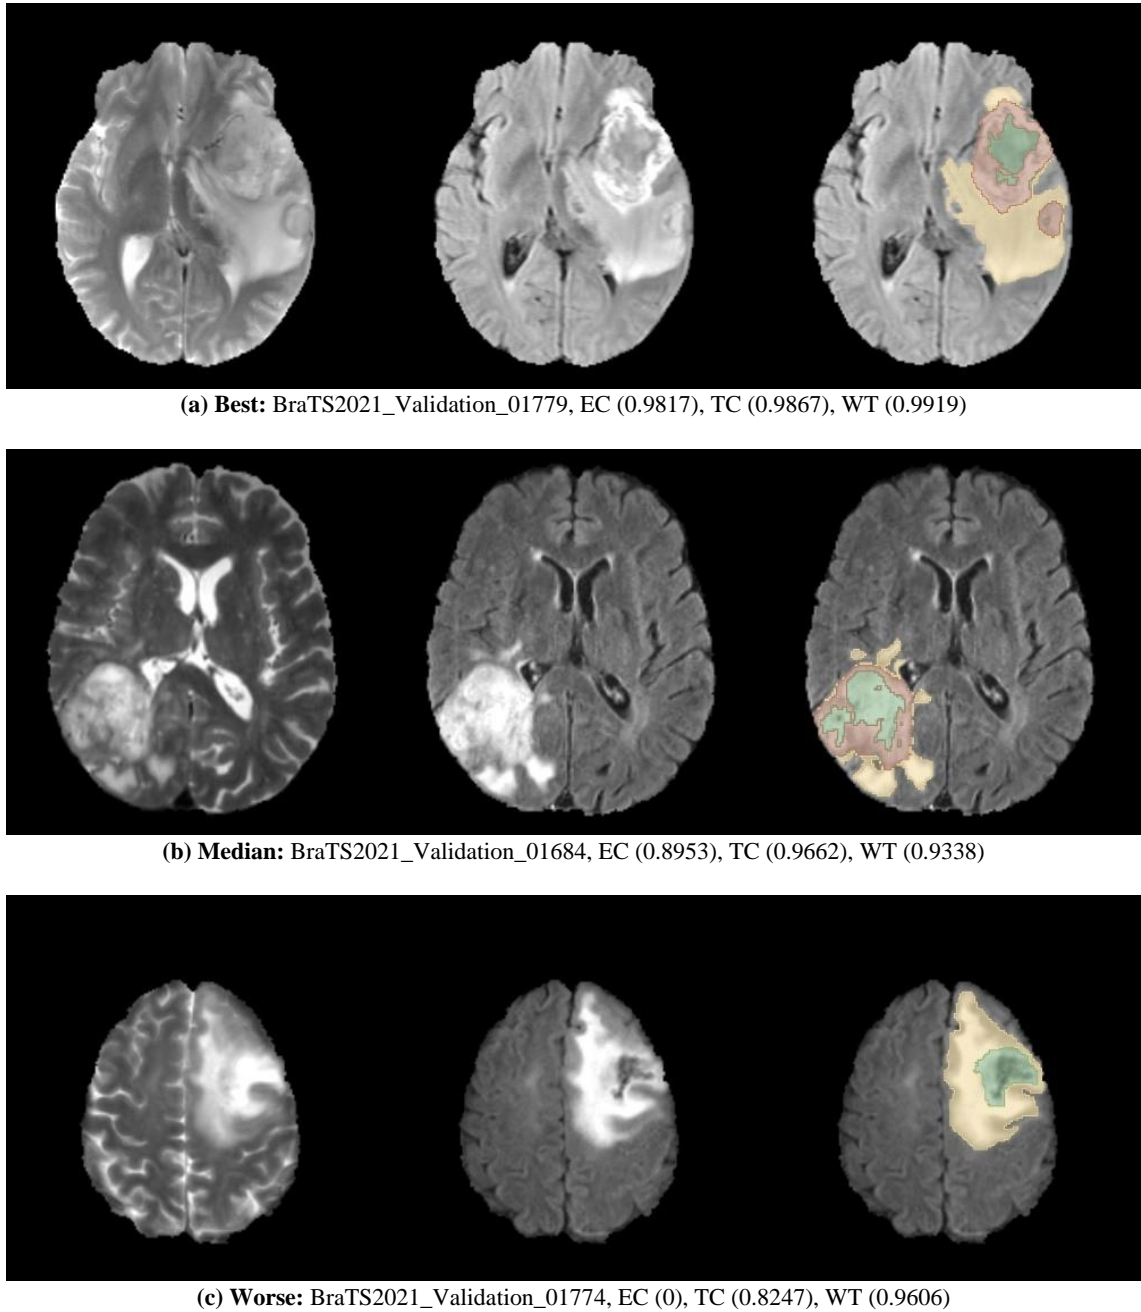 (a) Best: BraTS2021_Validation_01779, EC (0.9817), TC (0.9867), WT (0.9919)
(b) Median: BraTS2021_Validation_01684, EC (0.8953), TC (0.9662), WT (0.9338)
(c) Worse: BraTS2021_Validation_01774, EC (0), TC (0.8247), WT (0.9606)